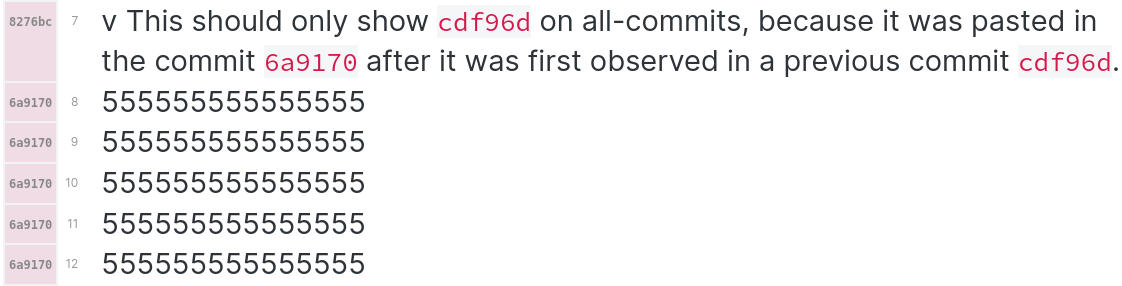 8276bc 7 v This should only show cdf96d on all-commits, because it was pasted in
the commit 6a9170 after it was first observed in a previous commit cdf96d.
6a9170 8 555555555555555
6a9170 9 555555555555555
6a9170 10 555555555555555
6a9170 11 555555555555555
6a9170 12 555555555555555